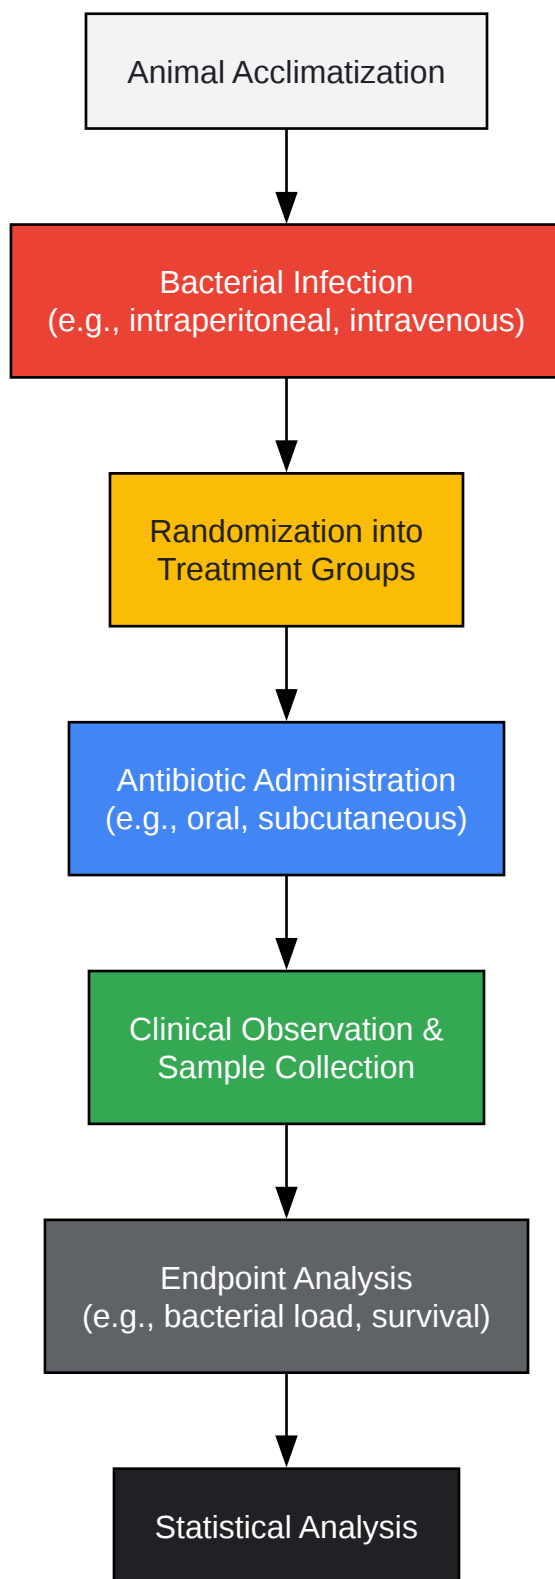 Animal Acclimatization
Bacterial Infection
(e.g., intraperitoneal, intravenous)
Randomization into
Treatment Groups
Antibiotic Administration
(e.g., oral, subcutaneous)
Clinical Observation &
Sample Collection
Endpoint Analysis
(e.g., bacterial load, survival)
Statistical Analysis